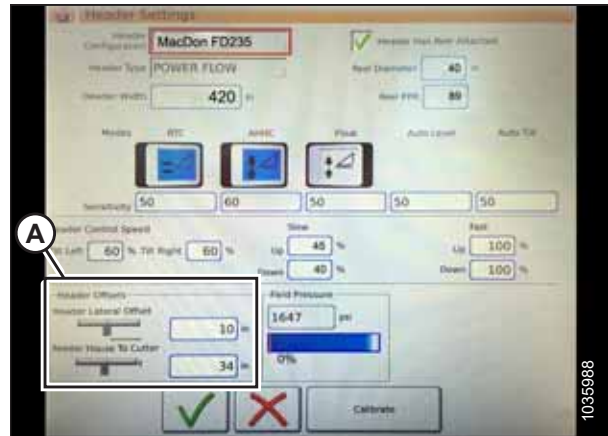 Header Settings
Header Configuration MacDon FD235 Header Has Reel Attached
Header Type POWER FLOW Reel Diameter 40 in
Header Width 420 in Reel PPR 89
Modes RTC AHHC Float Auto Level Auto Tilt
Sensitivity 50 60 50 50 50
Header Control Speed Slow Fast
Tilt Left 60 % Tilt Right 60 % Up 46 % Up 100 %
Down 40 % Down 100 %
Header Offsets Field Pressure
Header Lateral Offset 1647 psi
10 in
Feeder House To Cutter 0%
34 in
Calibrate
A
1035988